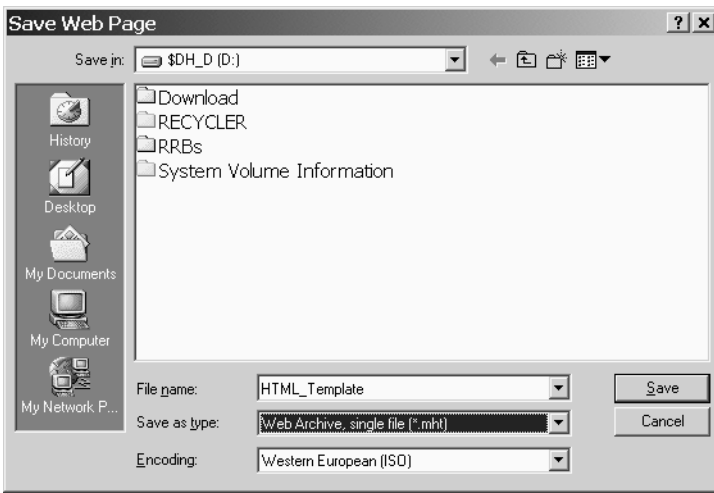 Save Web Page
Save in: $DH_D (D:)
Download
RECYCLER
RRBs
System Volume Information
History
Desktop
My Documents
My Computer
My Network P...
File name: HTML_Template
Save
Save as type: Web Archive, single file (*.mht)
Cancel
Encoding: Western European (ISO)